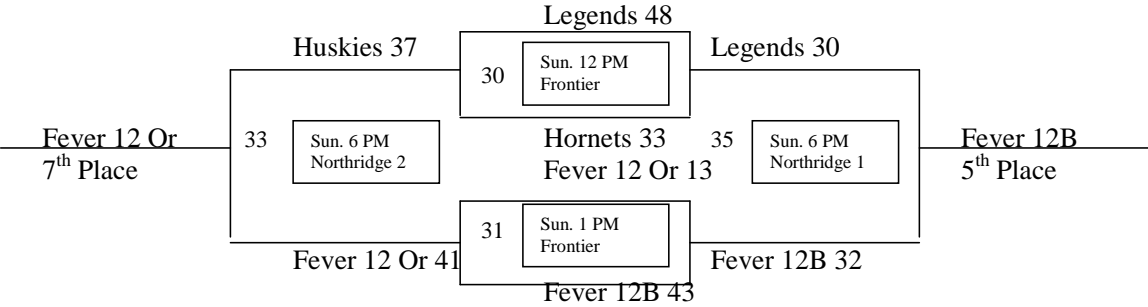 Legends 48
Huskies 37
Legends 30
30
Sun. 12 PM
Frontier
Fever 12 Or
7th Place
33
Sun. 6 PM
Northridge 2
Hornets 33
Fever 12 Or 13
35
Sun. 6 PM
Northridge 1
Fever 12B
5th Place
31
Sun. 1 PM
Frontier
Fever 12 Or 41
Fever 12B 32
Fever 12B 43